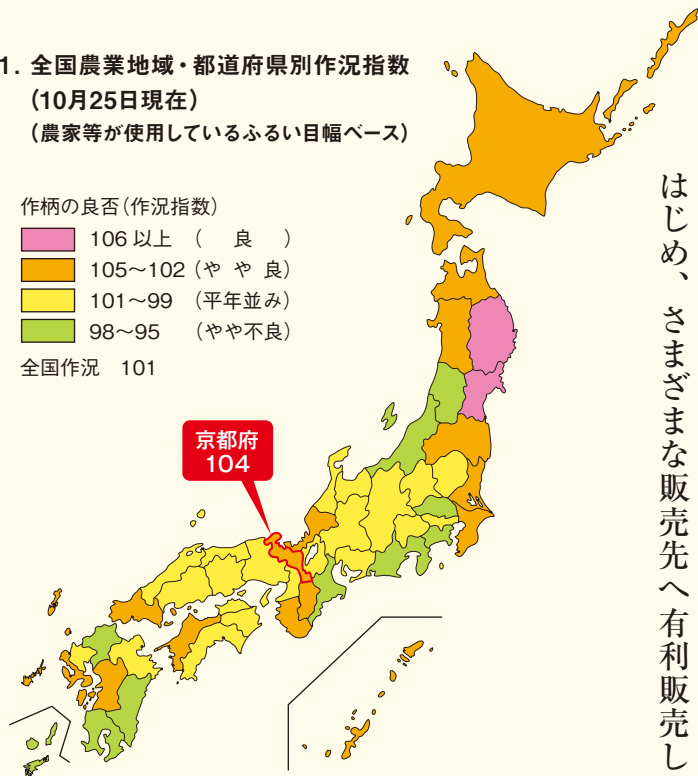 1. 全国農業地域・都道府県別作況指数
(10月25日現在)
(農家等が使用しているふるい目幅ベース)
作柄の良否(作況指数)
106 以上 ( 良 )
105～102 (や や 良)
101～99 (平年並み)
98～95 (やや不良)
全国作況 101
京都府
104
はじめ、さまざまな販売先へ有利販売し